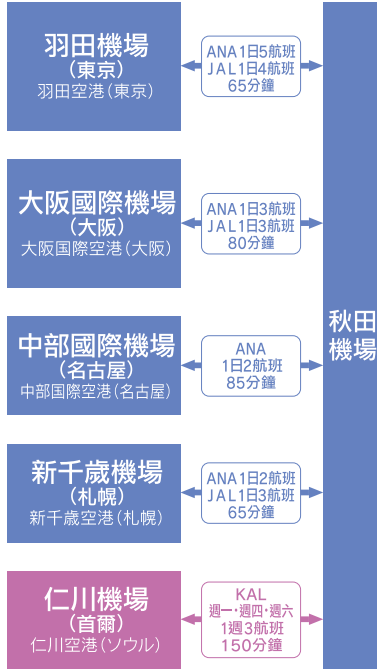 羽田機場
(東京)
羽田空港(東京)
ANA1日5航班
JAL1日4航班
65分鐘
大阪國際機場
(大阪)
大阪国際空港(大阪)
ANA1日3航班
JAL1日3航班
80分鐘
中部國際機場
(名古屋)
中部国際空港(名古屋)
ANA
1日2航班
85分鐘
新千歲機場
(札幌)
新千歳空港(札幌)
ANA1日2航班
JAL1日3航班
65分鐘
仁川機場
(首爾)
仁川空港(ソウル)
KAL
週一・週四・週六
1週3航班
150分鐘
秋田
機場